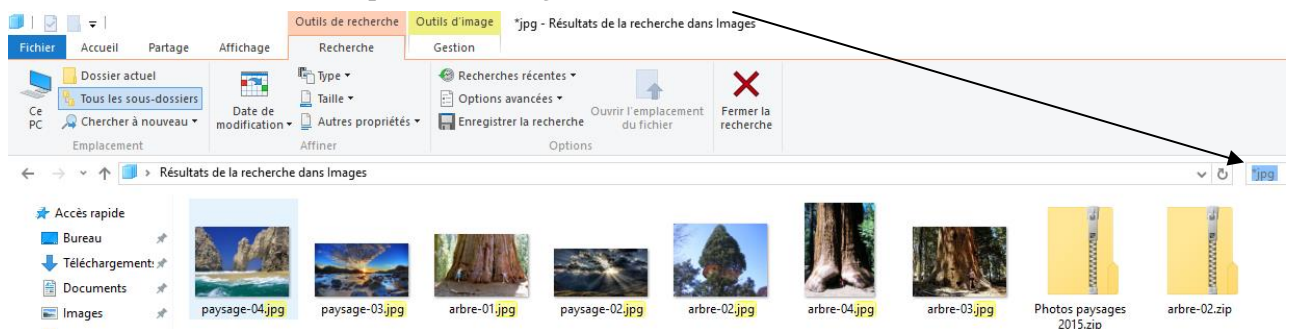 Outils de recherche Outils d'image *jpg - Résultats de la recherche dans Images
Fichier Accueil Partage Affichage Recherche Gestion
Ce PC
Dossier actuel
Tous les sous-dossiers
Chercher à nouveau
Emplacement
Date de modification
Type
Taille
Autres propriétés
Affiner
Recherches récentes
Options avancées
Enregistrer la recherche
Ouvrir l'emplacement
du fichier
Options
Fermer la
recherche
Résultats de la recherche dans Images
*jpg
Accès rapide
Bureau
Téléchargements
Documents
Images
paysage-04.jpg paysage-03.jpg arbre-01.jpg paysage-02.jpg arbre-02.jpg arbre-04.jpg arbre-03.jpg Photos paysages arbre-02.zip
2015.zip